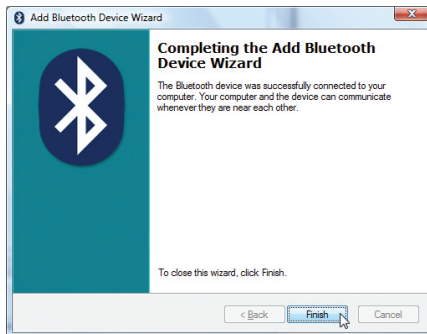 Add Bluetooth Device Wizard
Completing the Add Bluetooth
Device Wizard
The Bluetooth device was successfully connected to your
computer. Your computer and the device can communicate
whenever they are near each other.
To close this wizard, click Finish.
< Back Finish Cancel